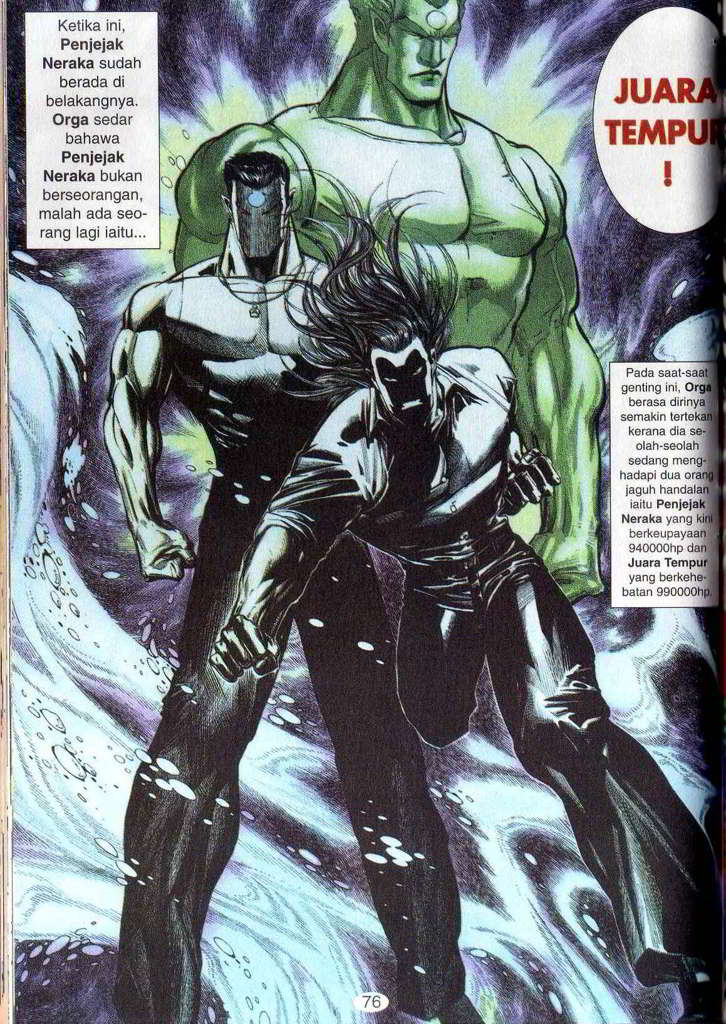 Ketika ini,
Penjejak
Neraka sudah
berada di
belakangnya.
Orga sedar
bahawa
Penjejak
Neraka bukan
berseorangan,
malah ada seo-
rang lagi iaitu...
JUARA
TEMPUR
!
Pada saat-saat
genting ini, Orga
berasa dirinya
semakin tertekan
kerana dia se-
olah-seolah
sedang meng-
hadapi dua orang
jaguh handalan
iaitu Penjejak
Neraka yang kini
berkeupayaan
940000hp dan
Juara Tempur
yang berkehe-
batan 990000hp.
76